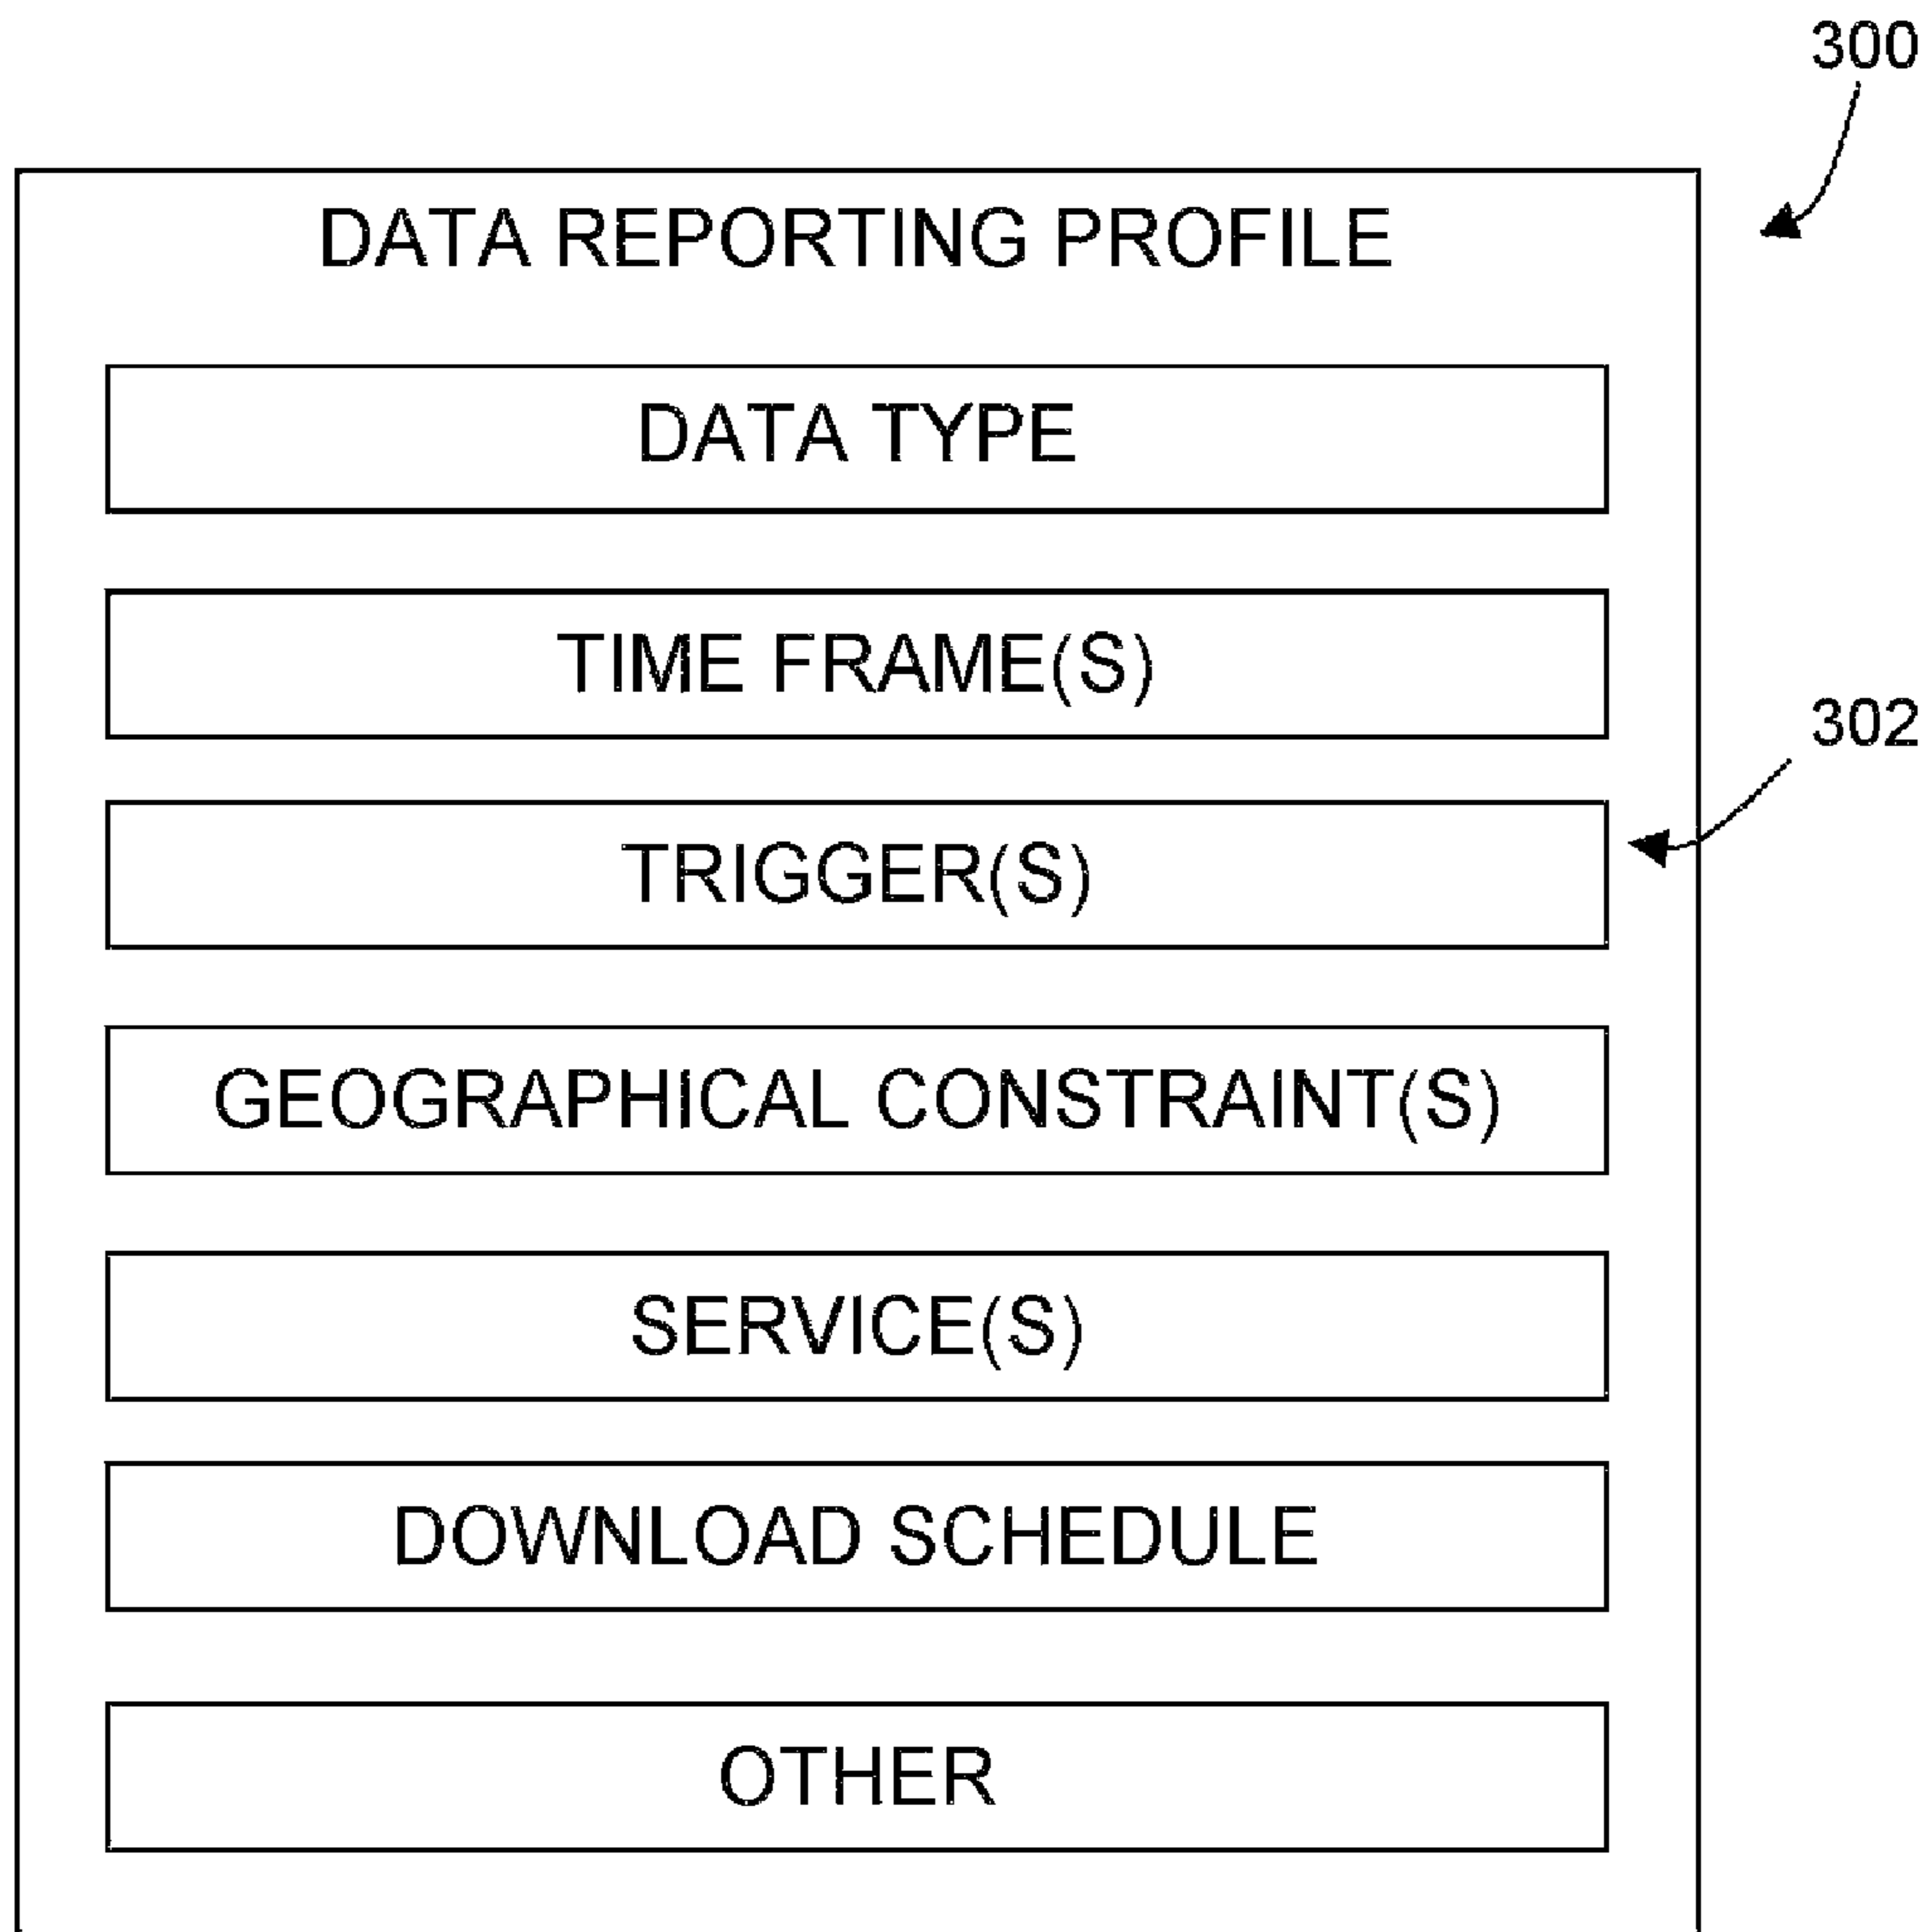 300
DATA REPORTING PROFILE
DATA TYPE
TIME FRAME(S)
302
TRIGGER(S)
GEOGRAPHICAL CONSTRAINT(S)
SERVICE(S)
DOWNLOAD SCHEDULE
OTHER